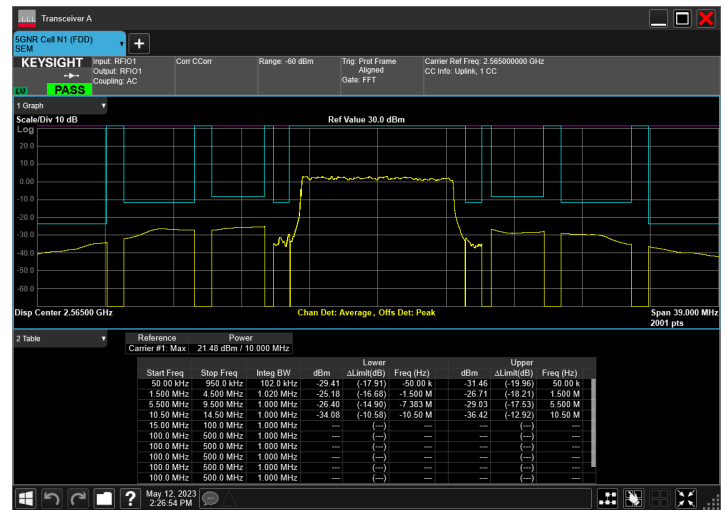 Transceiver A
5GNR Cell N1 (FDD)
SEM
KEYSIGHT
LXI
PASS
Input: RFIO1
Output: RFIO1
Coupling: AC
Corr CCorr
Range: -60 dBm
Trig: Prot Frame
Aligned
Gate: FFT
Carrier Ref Freq: 2.565000000 GHz
CC Info: Uplink, 1 CC
1 Graph
Scale/Div 10 dB
Ref Value 30.0 dBm
Log
20.0
10.0
0.00
-10.0
-20.0
-30.0
-40.0
-50.0
-60.0
Disp Center 2.56500 GHz
Chan Det: Average, Offs Det: Peak
Span 39.000 MHz
2001 pts
2 Table
Reference Power
Carrier #1: Max 21.48 dBm / 10.000 MHz
Lower Upper
Start Freq Stop Freq Integ BW dBm ΔLimit(dB) Freq (Hz) dBm ΔLimit(dB) Freq (Hz)
50.00 kHz 950.0 kHz 102.0 kHz -29.41 (-17.91) -50.00 k -31.46 (-19.96) 50.00 k
1.500 MHz 4.500 MHz 1.020 MHz -25.18 (-16.68) -1.500 M -26.71 (-18.21) 1.500 M
5.500 MHz 9.500 MHz 1.000 MHz -26.40 (-14.90) -7.383 M -29.03 (-17.53) 5.500 M
10.50 MHz 14.50 MHz 1.000 MHz -34.08 (-10.58) -10.50 M -36.42 (-12.92) 10.50 M
15.00 MHz 100.0 MHz 1.000 MHz --- (---) --- --- (---) ---
100.0 MHz 500.0 MHz 1.000 MHz --- (---) --- --- (---) ---
100.0 MHz 500.0 MHz 1.000 MHz --- (---) --- --- (---) ---
100.0 MHz 500.0 MHz 1.000 MHz --- (---) --- --- (---) ---
100.0 MHz 500.0 MHz 1.000 MHz --- (---) --- --- (---) ---
100.0 MHz 500.0 MHz 1.000 MHz --- (---) --- --- (---) ---
May 12, 2023
2:26:54 PM